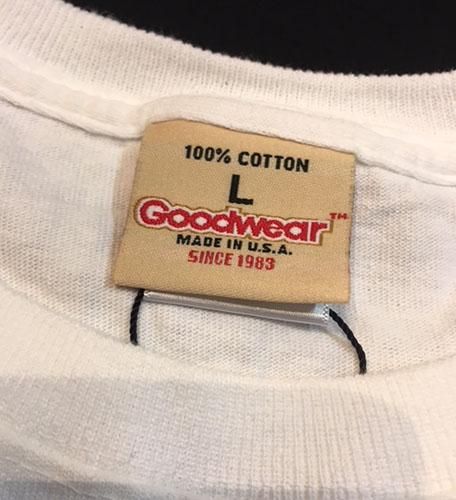 100% COTTON
L
Goodwear™
MADE IN U.S.A.
SINCE 1983